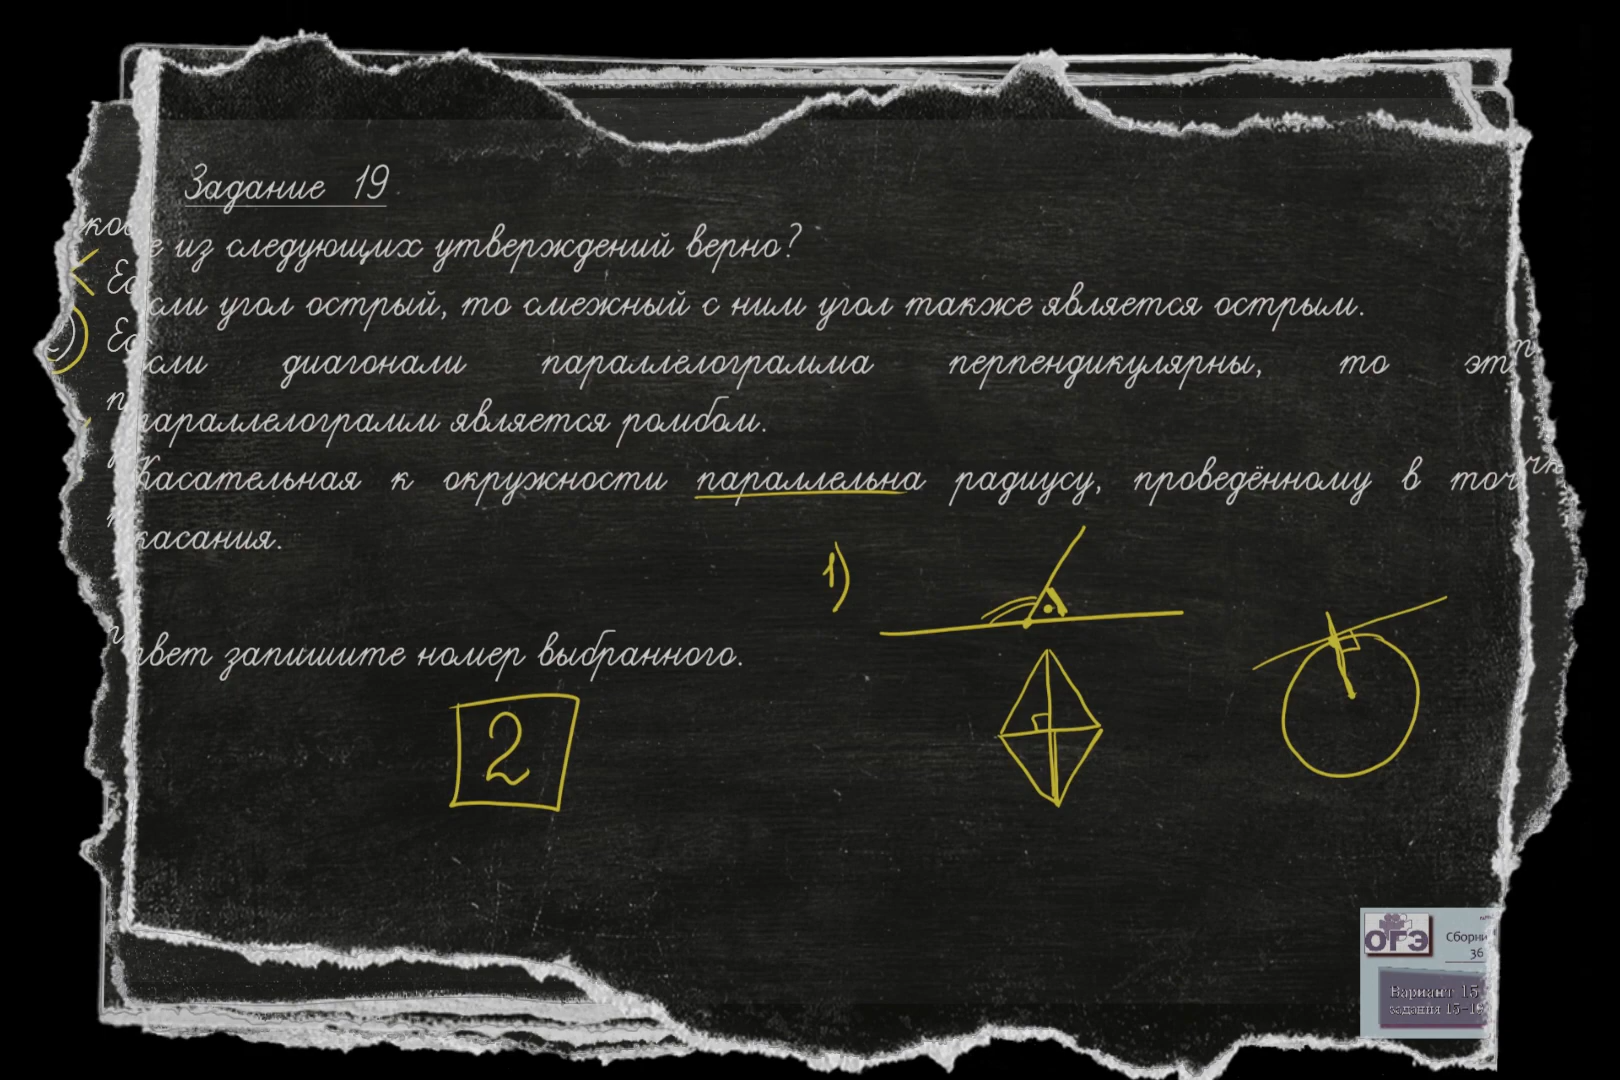 Задание 19
е из следующих утверждений верно?
сли угол острый, то смежный с ним угол также является острым.
сли диагонали параллелограмма перпендикулярны, то эт
параллелограмм является ромбом.
Касательная к окружности параллельна радиусу, проведённому в точ
касания.
1)
твет запишите номер выбранного.
2
ОГЭ
Сборни
36
Вариант 15
задания 15-19